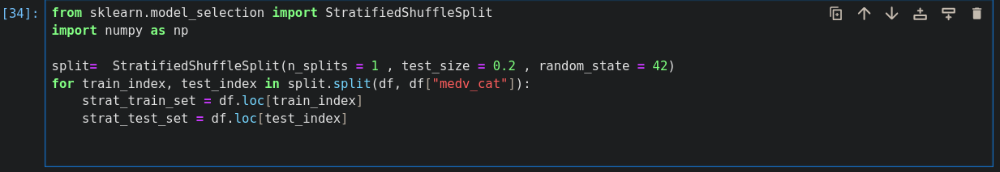 [34]: from sklearn.model_selection import StratifiedShuffleSplit
import numpy as np
split=  StratifiedShuffleSplit(n_splits = 1 , test_size = 0.2 , random_state = 42)
for train_index, test_index in split.split(df, df["medv_cat"]):
    strat_train_set = df.loc[train_index]
    strat_test_set = df.loc[test_index]